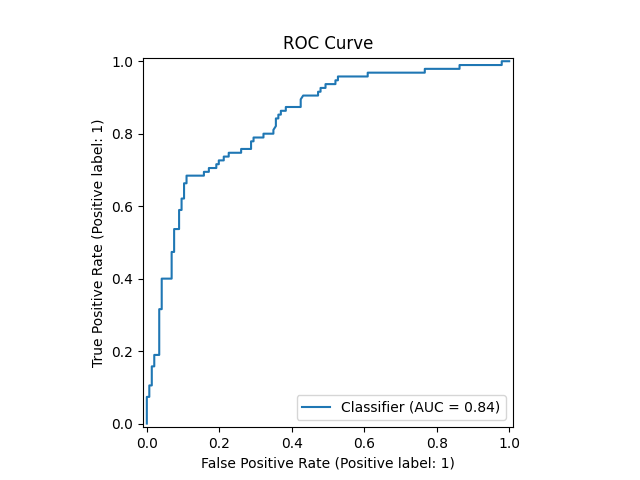 ROC Curve
1.0
0.8
0.6
0.4
0.2
0.0
True Positive Rate (Positive label: 1)
Classifier (AUC = 0.84)
0.0 0.2 0.4 0.6 0.8 1.0
False Positive Rate (Positive label: 1)